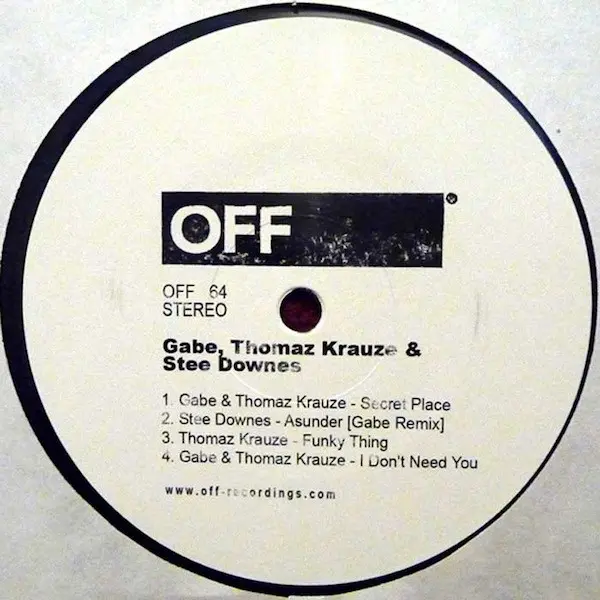 OFF
®
OFF 64
STEREO
Gabe, Thomaz Krauze &
Stee Downes
1. Gabe & Thomaz Krauze - Secret Place
2. Stee Downes - Asunder [Gabe Remix]
3. Thomaz Krauze - Funky Thing
4. Gabe & Thomaz Krauze - I Don't Need You
www.off-recordings.com